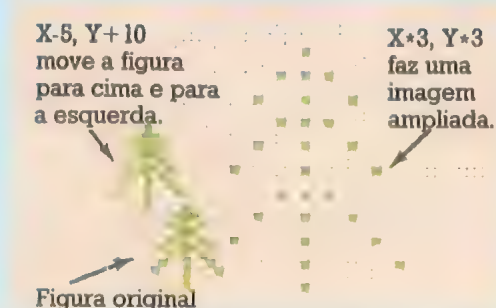 X-5, Y+10
move a figura
para cima e para
a esquerda.
X*3, Y*3
faz uma
imagem
ampliada.
Figura original